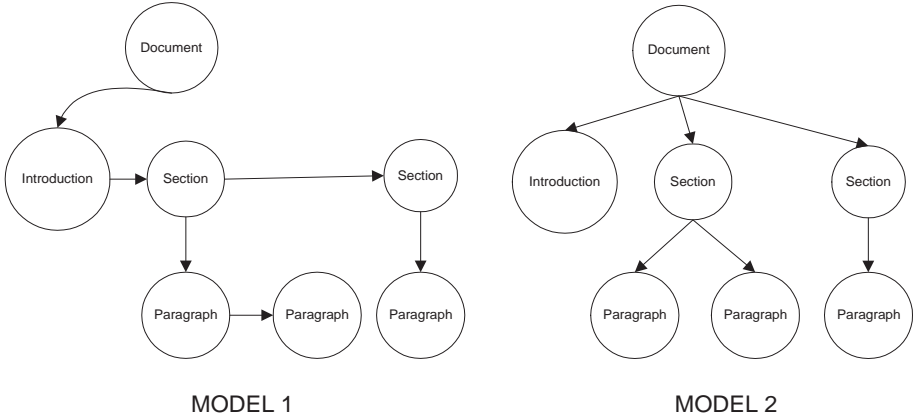 Document
Introduction
Section
Section
Paragraph
Paragraph
Paragraph
MODEL 1
Document
Introduction
Section
Section
Paragraph
Paragraph
Paragraph
MODEL 2